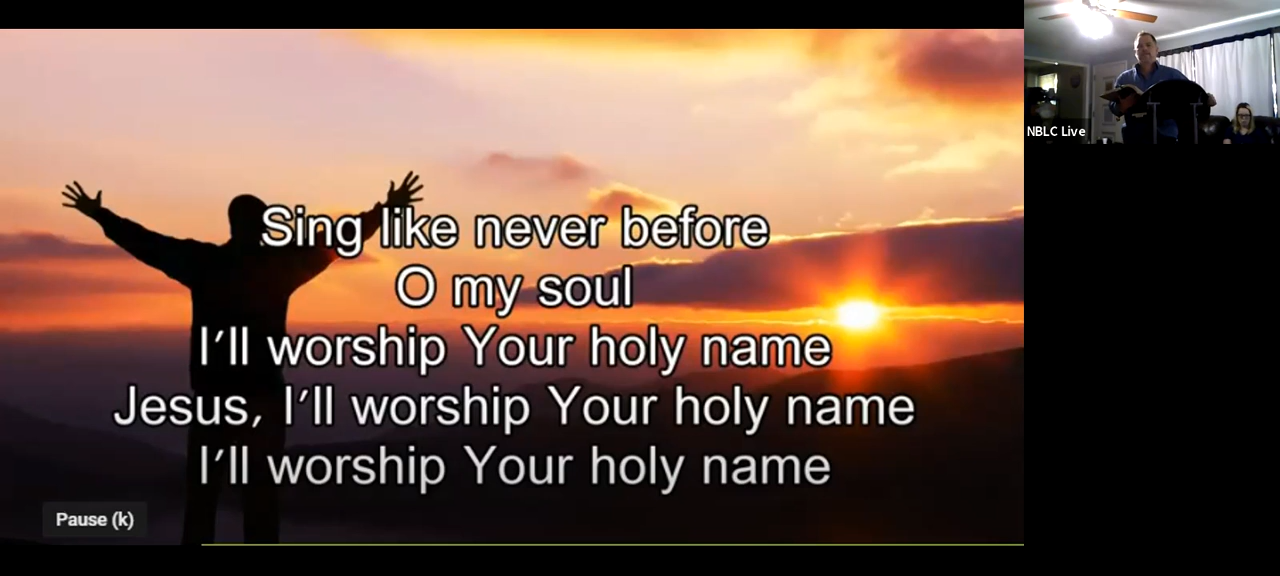 Sing like never before
O my soul
I'll worship Your holy name
Jesus, I'll worship Your holy name
I'll worship Your holy name
Pause (k)
NBLC Live